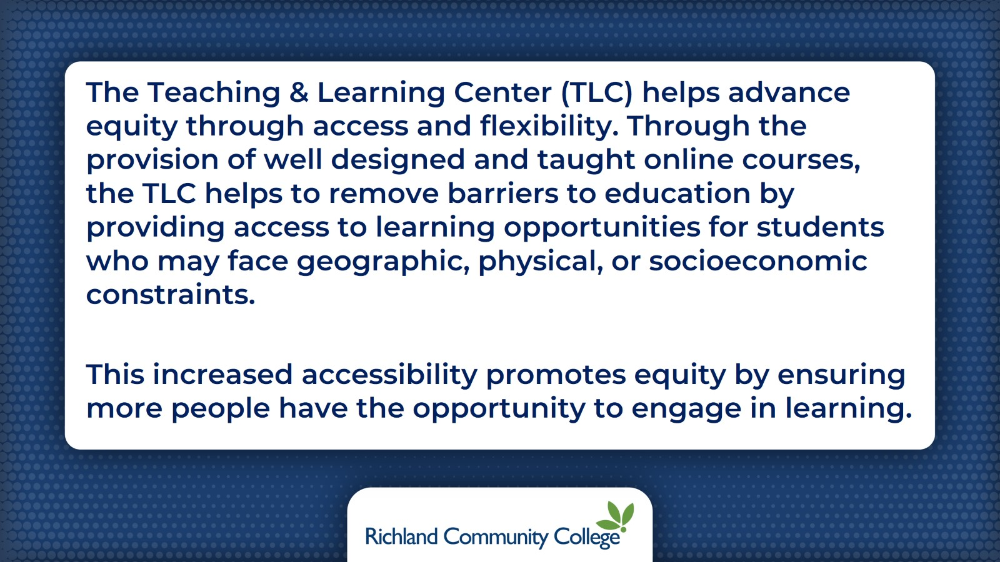 The Teaching & Learning Center (TLC) helps advance
equity through access and flexibility. Through the
provision of well designed and taught online courses,
the TLC helps to remove barriers to education by
providing access to learning opportunities for students
who may face geographic, physical, or socioeconomic
constraints.
This increased accessibility promotes equity by ensuring
more people have the opportunity to engage in learning.
Richland Community College